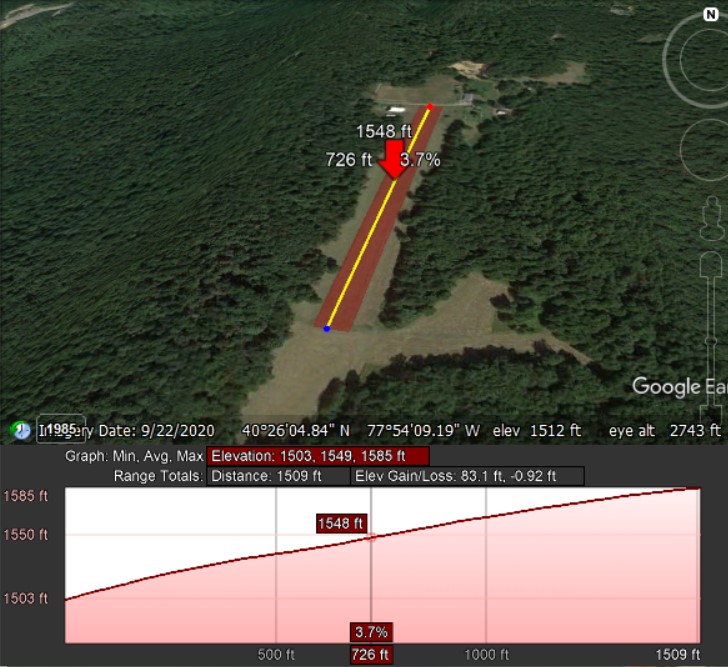 N
1548 ft
726 ft 3.7%
Google Ea
1985
Imagery Date: 9/22/2020 40°26'04.84" N 77°54'09.19" W elev 1512 ft eye alt 2743 ft
Graph: Min, Avg, Max Elevation: 1503, 1549, 1585 ft
Range Totals: Distance: 1509 ft Elev Gain/Loss: 83.1 ft, -0.92 ft
1585 ft
1548 ft
1550 ft
1503 ft
3.7%
500 ft 726 ft 1000 ft 1509 ft